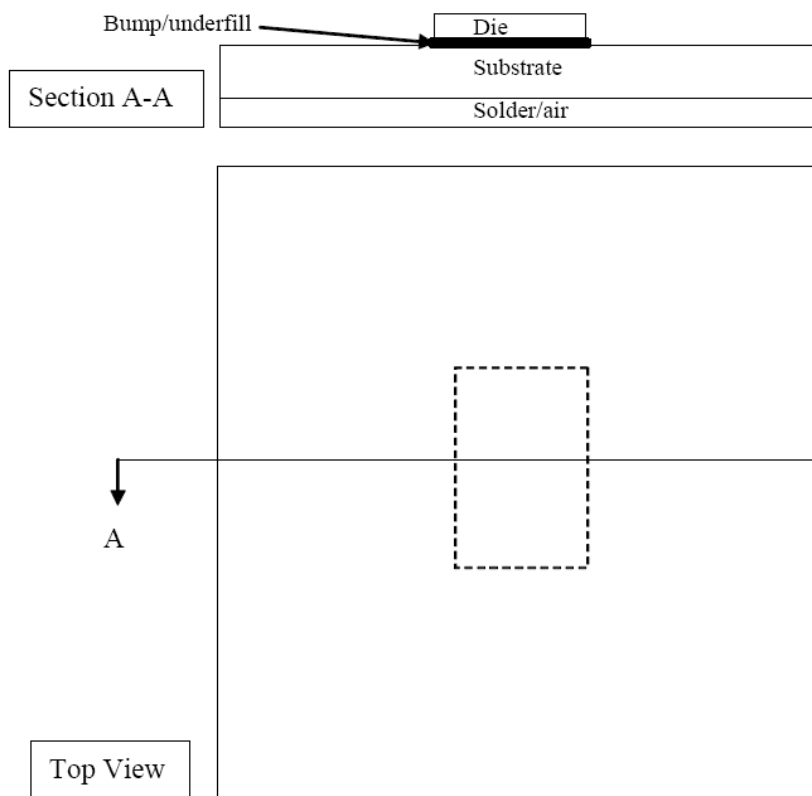 Bump/underfill
Die
Substrate
Section A-A
Solder/air
A
Top View